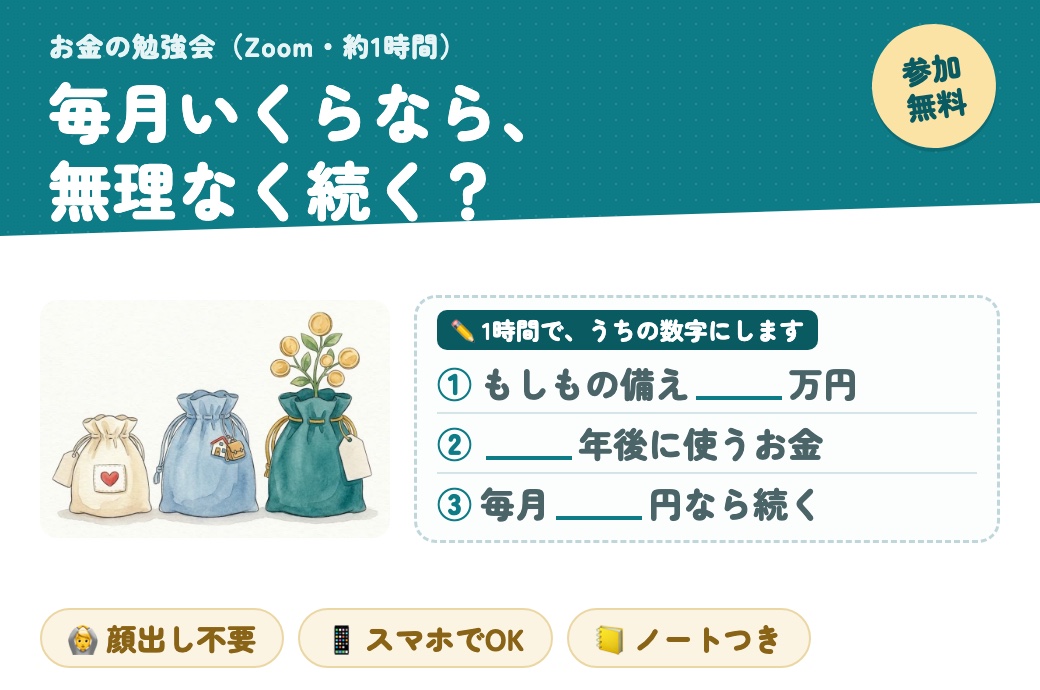 お金の勉強会（Zoom・約1時間）
毎月いくらなら、
無理なく続く？
参加
無料
1時間で、うちの数字にします
① もしもの備え＿＿＿万円
② ＿＿＿年後に使うお金
③ 毎月＿＿＿円なら続く
顔出し不要
スマホでOK
ノートつき